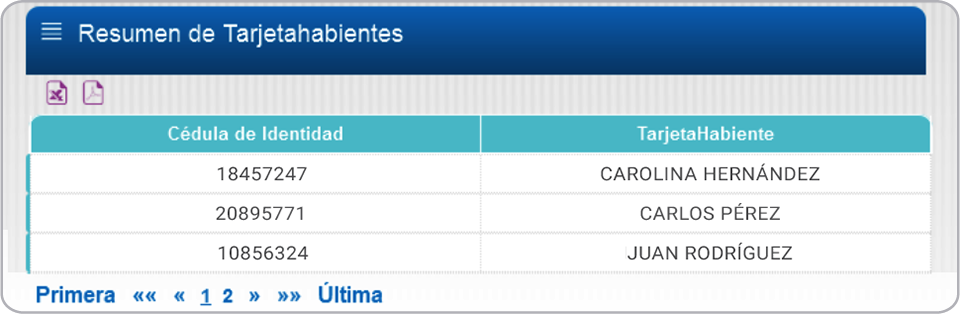 Resumen de Tarjetahabientes
Cédula de Identidad TarjetaHabiente
18457247 CAROLINA HERNÁNDEZ
20895771 CARLOS PÉREZ
10856324 JUAN RODRÍGUEZ
Primera «« « 1 2 » »» Última